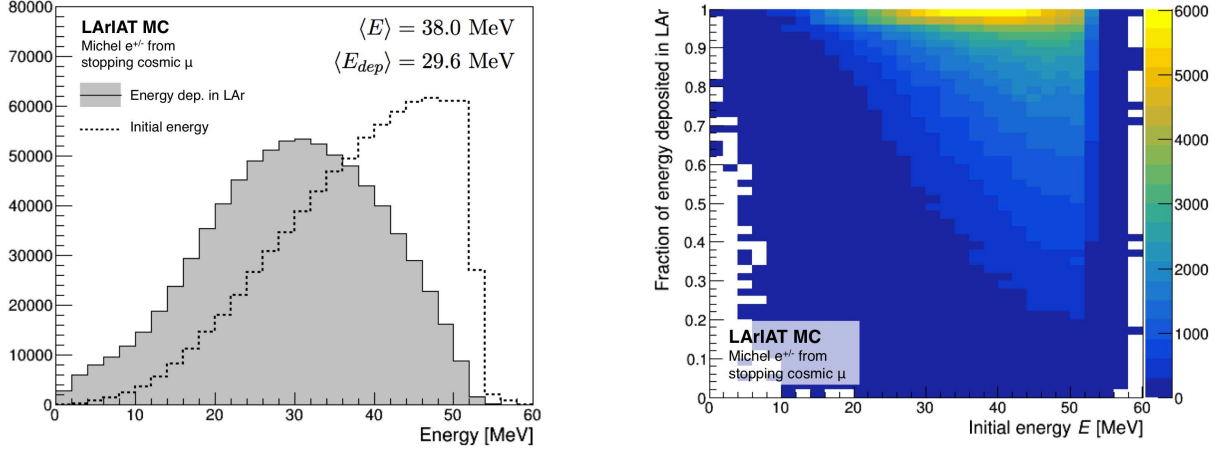 80000
70000
60000
50000
40000
30000
20000
10000
0
LArIAT MC
Michel e+/- from
stopping cosmic μ
Energy dep. in LAr
Initial energy
⟨E⟩ = 38.0 MeV
⟨E_dep⟩ = 29.6 MeV
0 10 20 30 40 50 60
Energy [MeV]
Fraction of energy deposited in LAr
1
0.9
0.8
0.7
0.6
0.5
0.4
0.3
0.2
0.1
0
LArIAT MC
Michel e+/- from
stopping cosmic μ
0 10 20 30 40 50 60
Initial energy E [MeV]
6000
5000
4000
3000
2000
1000
0